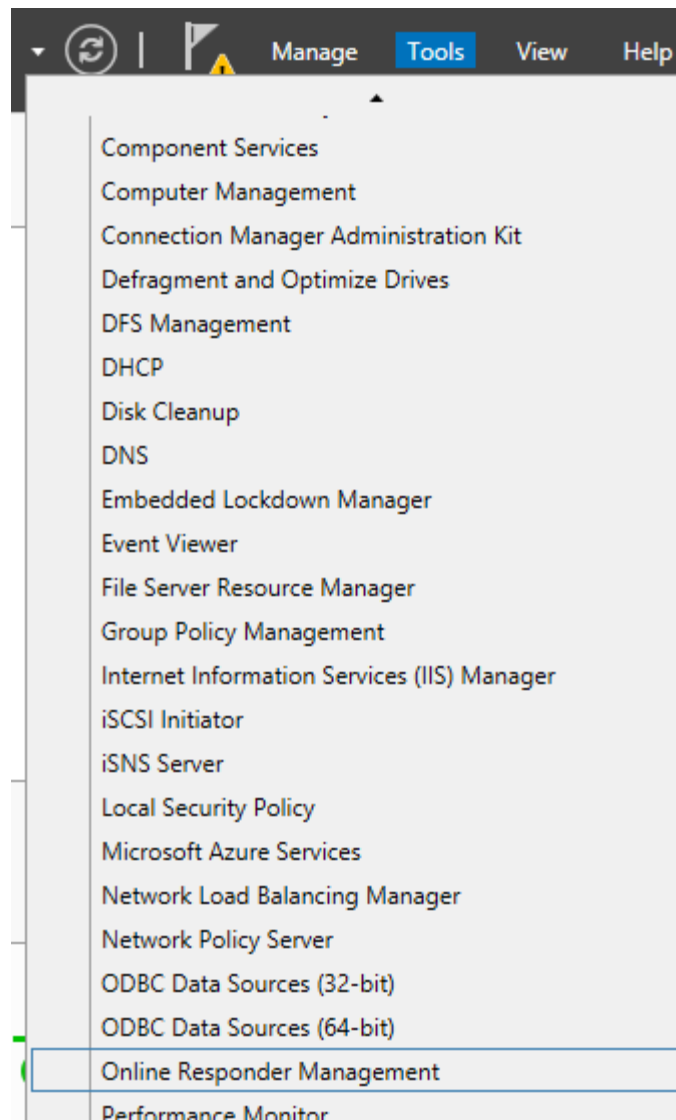 Manage Tools View Help
Component Services
Computer Management
Connection Manager Administration Kit
Defragment and Optimize Drives
DFS Management
DHCP
Disk Cleanup
DNS
Embedded Lockdown Manager
Event Viewer
File Server Resource Manager
Group Policy Management
Internet Information Services (IIS) Manager
iSCSI Initiator
iSNS Server
Local Security Policy
Microsoft Azure Services
Network Load Balancing Manager
Network Policy Server
ODBC Data Sources (32-bit)
ODBC Data Sources (64-bit)
Online Responder Management
Performance Monitor